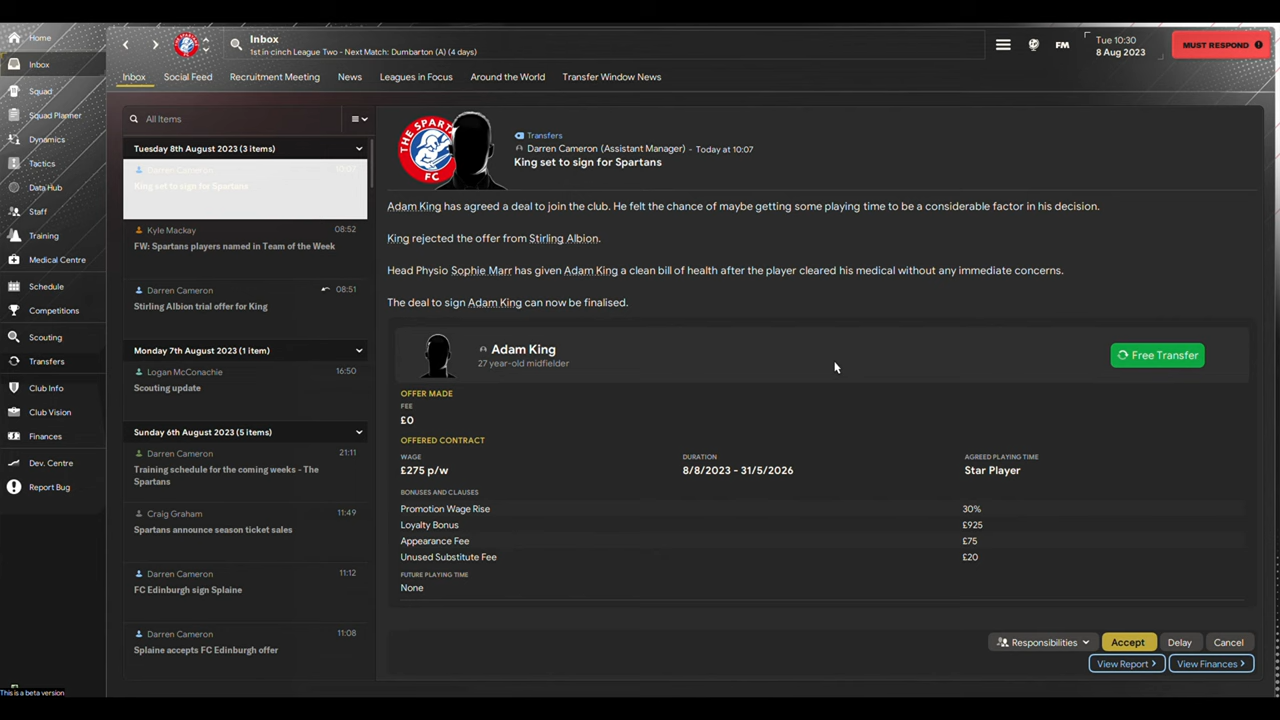 Home
Inbox
Squad
Squad Planner
Dynamics
Tactics
Data Hub
Staff
Training
Medical Centre
Schedule
Competitions
Scouting
Transfers
Club Info
Club Vision
Finances
Dev. Centre
Report Bug
This is a beta version
Inbox
1st in cinch League Two - Next Match: Dumbarton (A) (4 days)
FM
Tue 10:30
8 Aug 2023
MUST RESPOND
Inbox Social Feed Recruitment Meeting News Leagues in Focus Around the World Transfer Window News
All Items
Tuesday 8th August 2023 (3 items)
Darren Cameron 10:07
King set to sign for Spartans
Kyle Mackay 08:52
FW: Spartans players named in Team of the Week
Darren Cameron 08:51
Stirling Albion trial offer for King
Monday 7th August 2023 (1 item)
Logan McConachie 16:50
Scouting update
Sunday 6th August 2023 (5 items)
Darren Cameron 21:11
Training schedule for the coming weeks - The
Spartans
Craig Graham 11:49
Spartans announce season ticket sales
Darren Cameron 11:12
FC Edinburgh sign Splaine
Darren Cameron 11:08
Splaine accepts FC Edinburgh offer
THE SPARTANS
FC
Transfers
Darren Cameron (Assistant Manager) - Today at 10:07
King set to sign for Spartans
Adam King has agreed a deal to join the club. He felt the chance of maybe getting some playing time to be a considerable factor in his decision.
King rejected the offer from Stirling Albion.
Head Physio Sophie Marr has given Adam King a clean bill of health after the player cleared his medical without any immediate concerns.
The deal to sign Adam King can now be finalised.
Adam King
27 year-old midfielder
Free Transfer
OFFER MADE
FEE
£0
OFFERED CONTRACT
WAGE DURATION AGREED PLAYING TIME
£275 p/w 8/8/2023 - 31/5/2026 Star Player
BONUSES AND CLAUSES
Promotion Wage Rise 30%
Loyalty Bonus £925
Appearance Fee £75
Unused Substitute Fee £20
FUTURE PLAYING TIME
None
Responsibilities Accept Delay Cancel
View Report > View Finances >